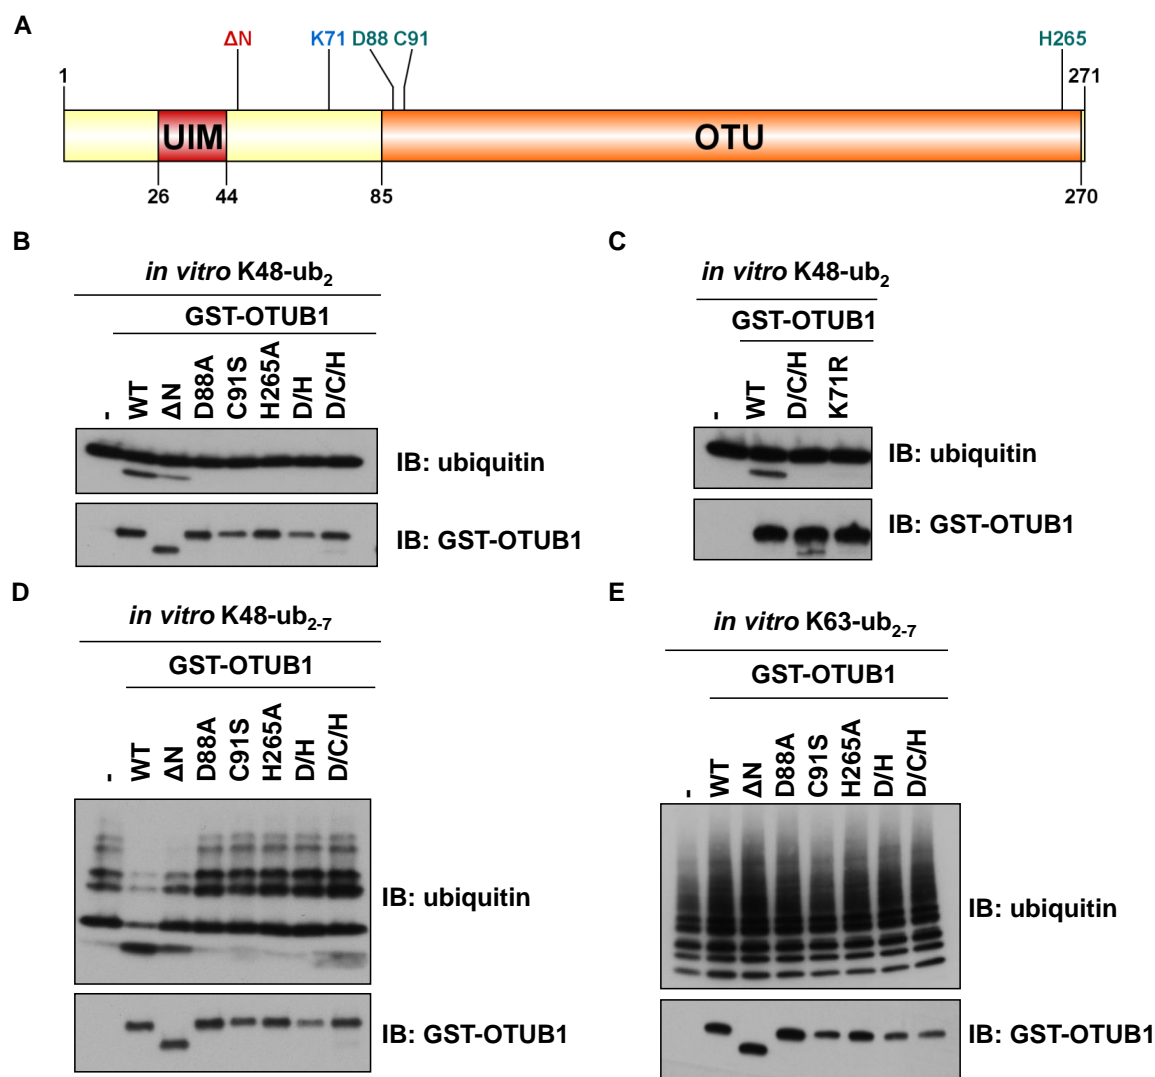 A
ΔN K71 D88 C91 H265
1 271
UIM OTU
26 44 85 270
B
in vitro K48-ub2
GST-OTUB1
- WT ΔN D88A C91S H265A D/H D/C/H
IB: ubiquitin
IB: GST-OTUB1
C
in vitro K48-ub2
GST-OTUB1
- WT D/C/H K71R
IB: ubiquitin
IB: GST-OTUB1
D
in vitro K48-ub2-7
GST-OTUB1
- WT ΔN D88A C91S H265A D/H D/C/H
IB: ubiquitin
IB: GST-OTUB1
E
in vitro K63-ub2-7
GST-OTUB1
- WT ΔN D88A C91S H265A D/H D/C/H
IB: ubiquitin
IB: GST-OTUB1